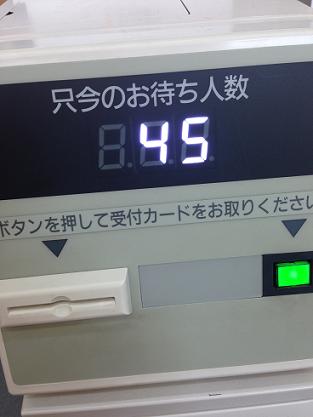 只今のお待ち人数
45
ボタンを押して受付カードをお取りください